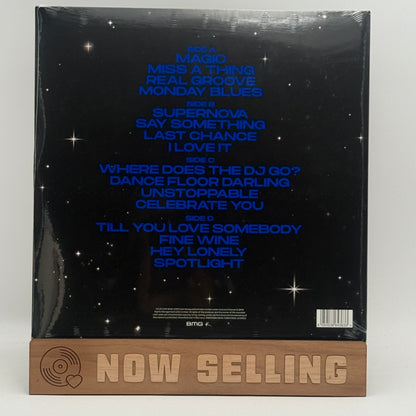 SIDE A
MAGIC
MISS A THING
REAL GROOVE
MONDAY BLUES
SIDE B
SUPERNOVA
SAY SOMETHING
LAST CHANCE
I LOVE IT
SIDE C
WHERE DOES THE DJ GO?
DANCE FLOOR DARLING
UNSTOPPABLE
CELEBRATE YOU
SIDE D
TILL YOU LOVE SOMEBODY
FINE WINE
HEY LONELY
SPOTLIGHT
BMG
NOW SELLING